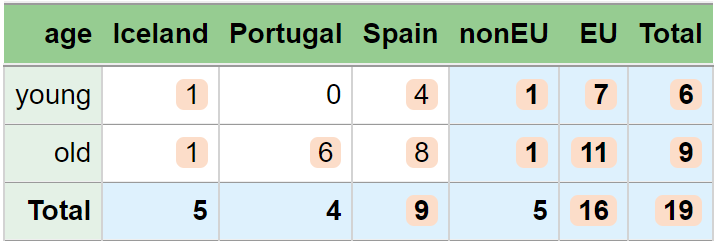 age Iceland Portugal Spain nonEU EU Total
young 1 0 4 1 7 6
old 1 6 8 1 11 9
Total 5 4 9 5 16 19